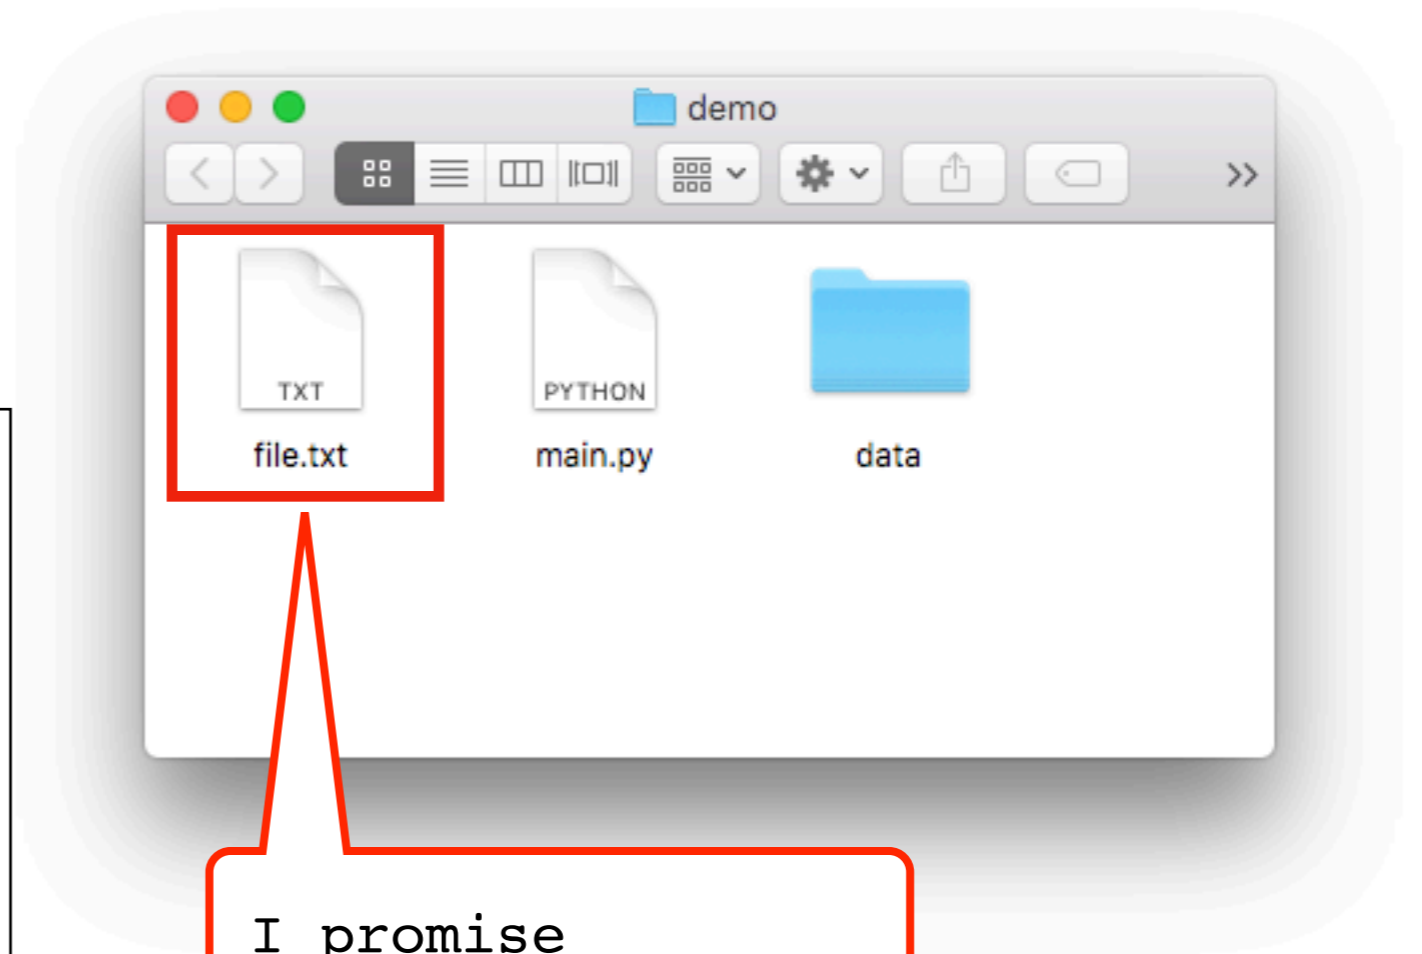 demo
TXT
PYTHON
file.txt
main.py
data
I promise